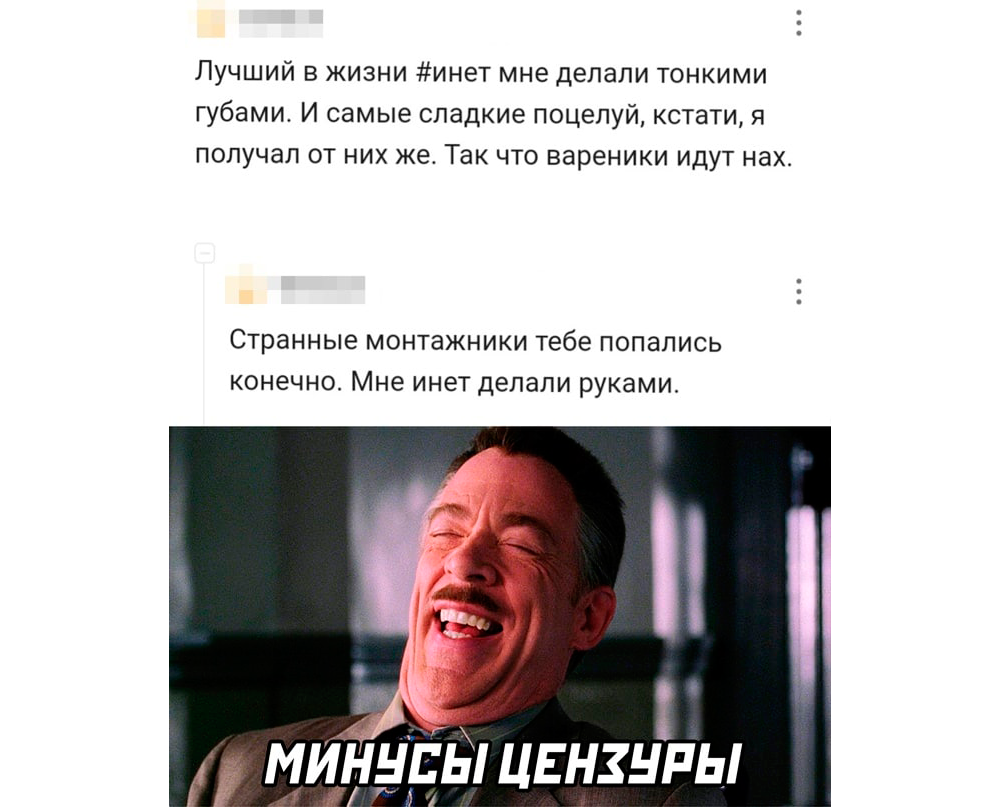 Лучший в жизни #инет мне делали тонкими
губами. И самые сладкие поцелуй, кстати, я
получал от них же. Так что вареники идут нах.
Странные монтажники тебе попались
конечно. Мне инет делали руками.
МИНУСЫ ЦЕНЗУРЫ